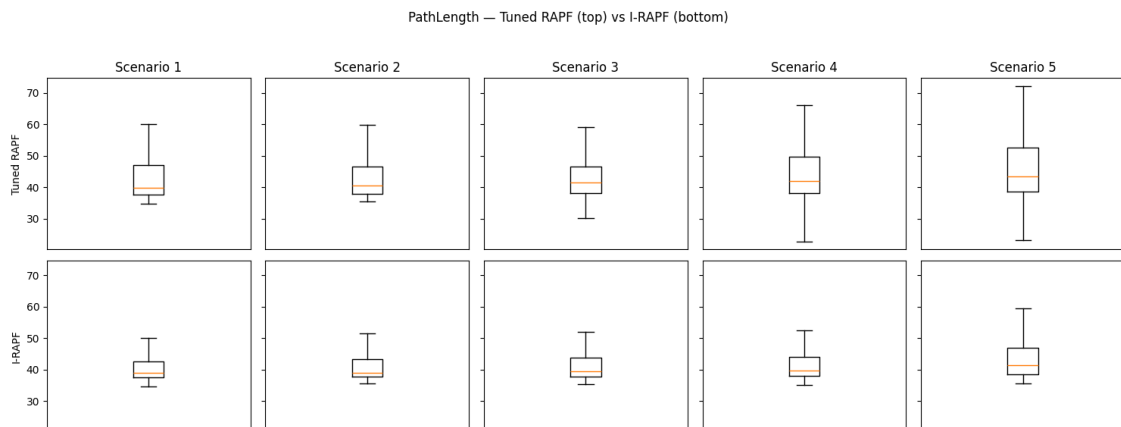 PathLength — Tuned RAPF (top) vs I-RAPF (bottom)
Scenario 1 Scenario 2 Scenario 3 Scenario 4 Scenario 5
Tuned RAPF
70
60
50
40
30
I-RAPF
70
60
50
40
30